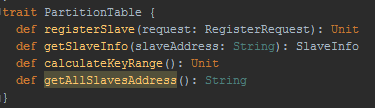 trait PartitionTable {
  def registerSlave(request: RegisterRequest): Unit
  def getSlaveInfo(slaveAddress: String): SlaveInfo
  def calculateKeyRange(): Unit
  def getAllSlavesAddress(): String
}